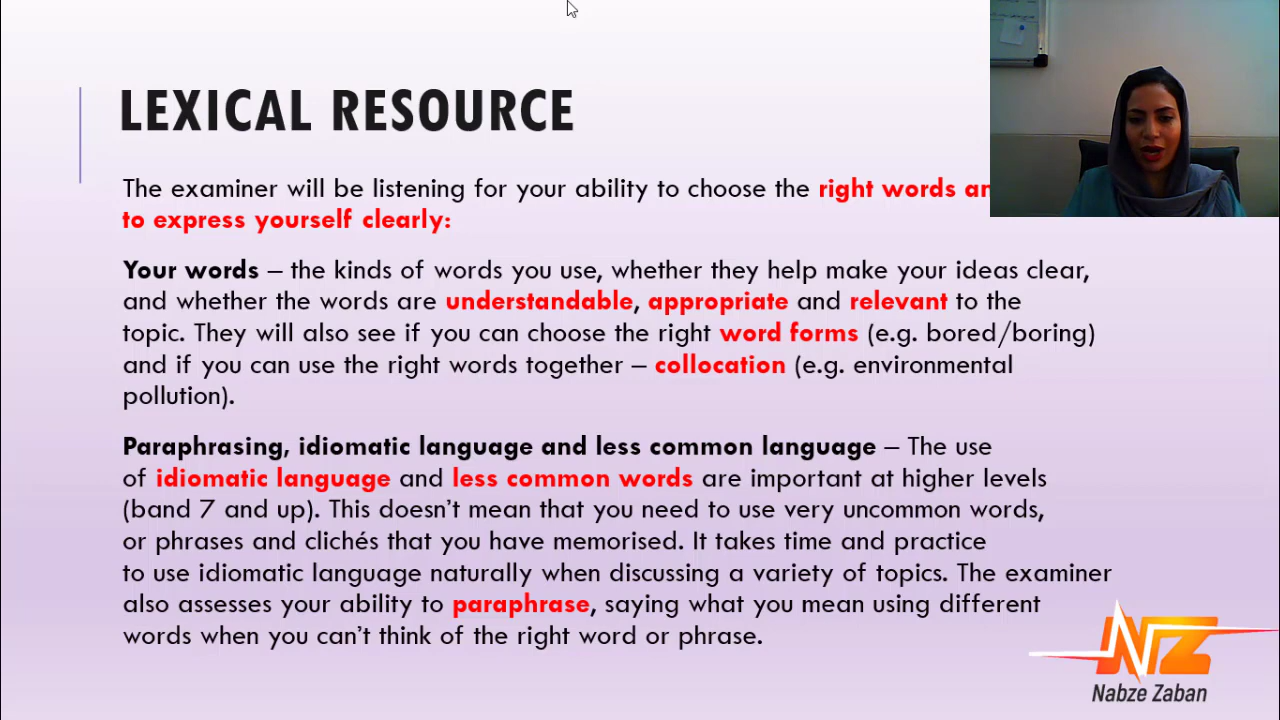 LEXICAL RESOURCE
The examiner will be listening for your ability to choose the right words
to express yourself clearly:
Your words – the kinds of words you use, whether they help make your ideas clear,
and whether the words are understandable, appropriate and relevant to the
topic. They will also see if you can choose the right word forms (e.g. bored/boring)
and if you can use the right words together – collocation (e.g. environmental
pollution).
Paraphrasing, idiomatic language and less common language – The use
of idiomatic language and less common words are important at higher levels
(band 7 and up). This doesn't mean that you need to use very uncommon words,
or phrases and clichés that you have memorised. It takes time and practice
to use idiomatic language naturally when discussing a variety of topics. The examiner
also assesses your ability to paraphrase, saying what you mean using different
words when you can't think of the right word or phrase.
NZ
Nabze Zaban